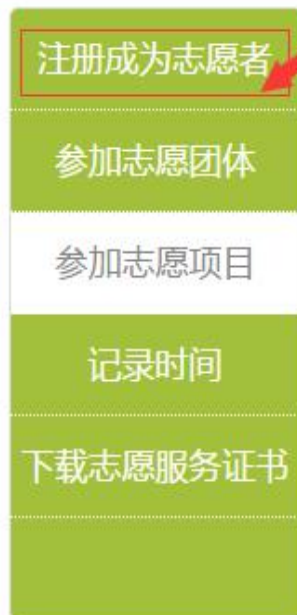 注册成为志愿者
参加志愿团体
参加志愿项目
记录时间
下载志愿服务证书